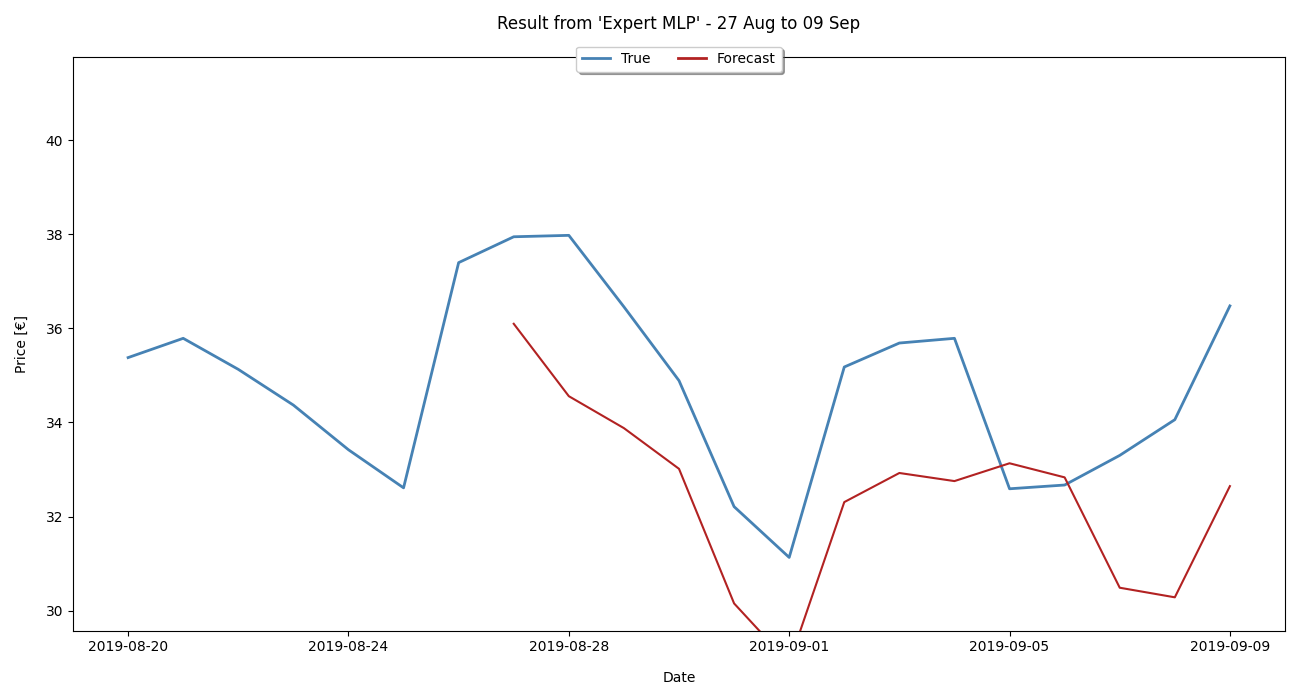 Result from 'Expert MLP' - 27 Aug to 09 Sep
True Forecast
40
38
36
34
32
30
Price [€]
2019-08-20 2019-08-24 2019-08-28 2019-09-01 2019-09-05 2019-09-09
Date